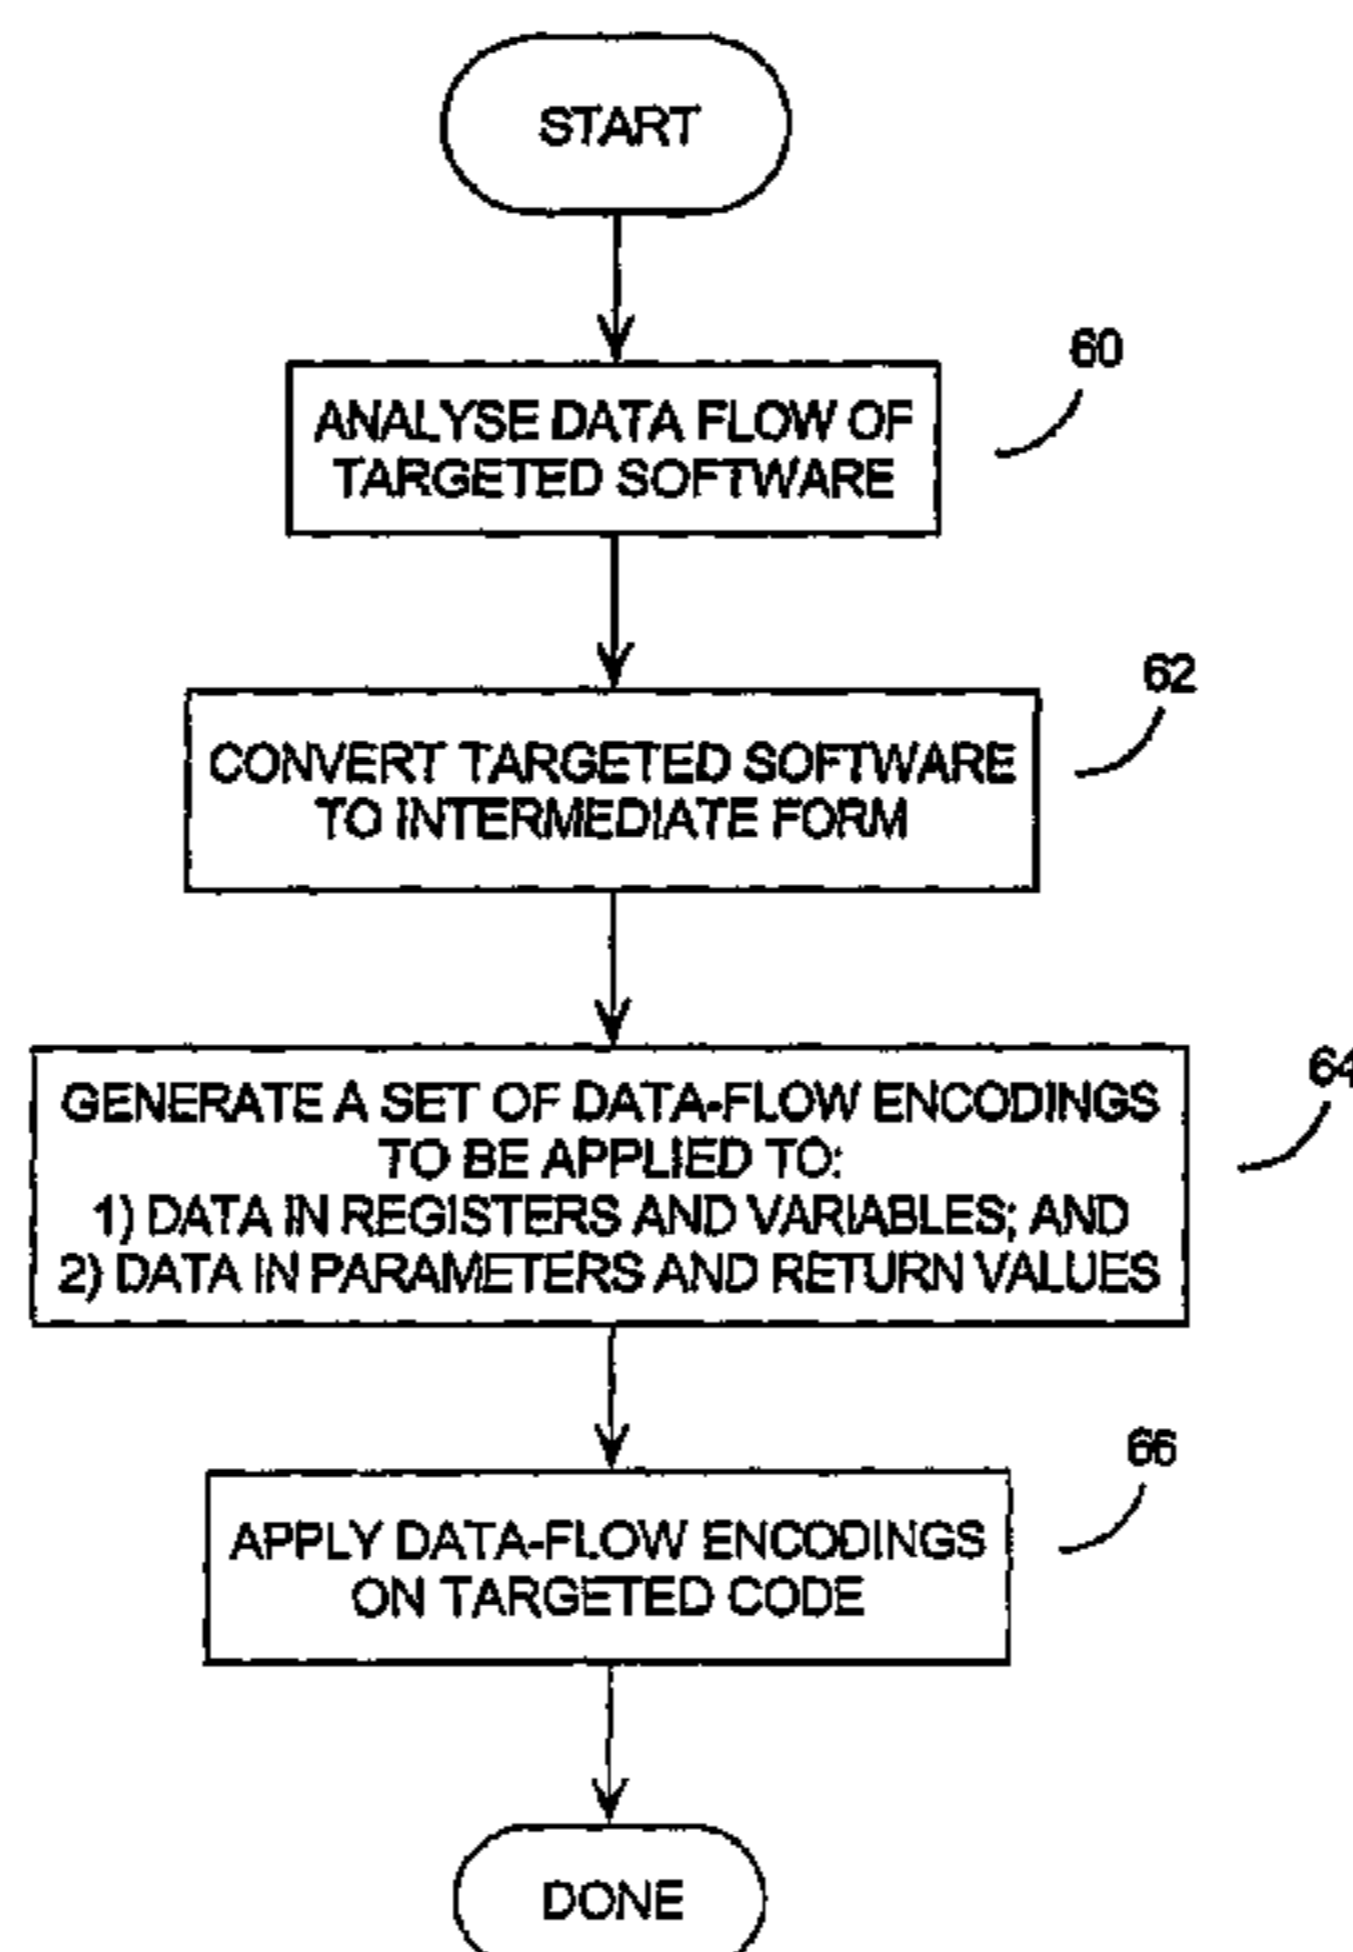 START
60
ANALYSE DATA FLOW OF
TARGETED SOFTWARE
62
CONVERT TARGETED SOFTWARE
TO INTERMEDIATE FORM
64
GENERATE A SET OF DATA-FLOW ENCODINGS
TO BE APPLIED TO:
1) DATA IN REGISTERS AND VARIABLES; AND
2) DATA IN PARAMETERS AND RETURN VALUES
66
APPLY DATA-FLOW ENCODINGS
ON TARGETED CODE
DONE